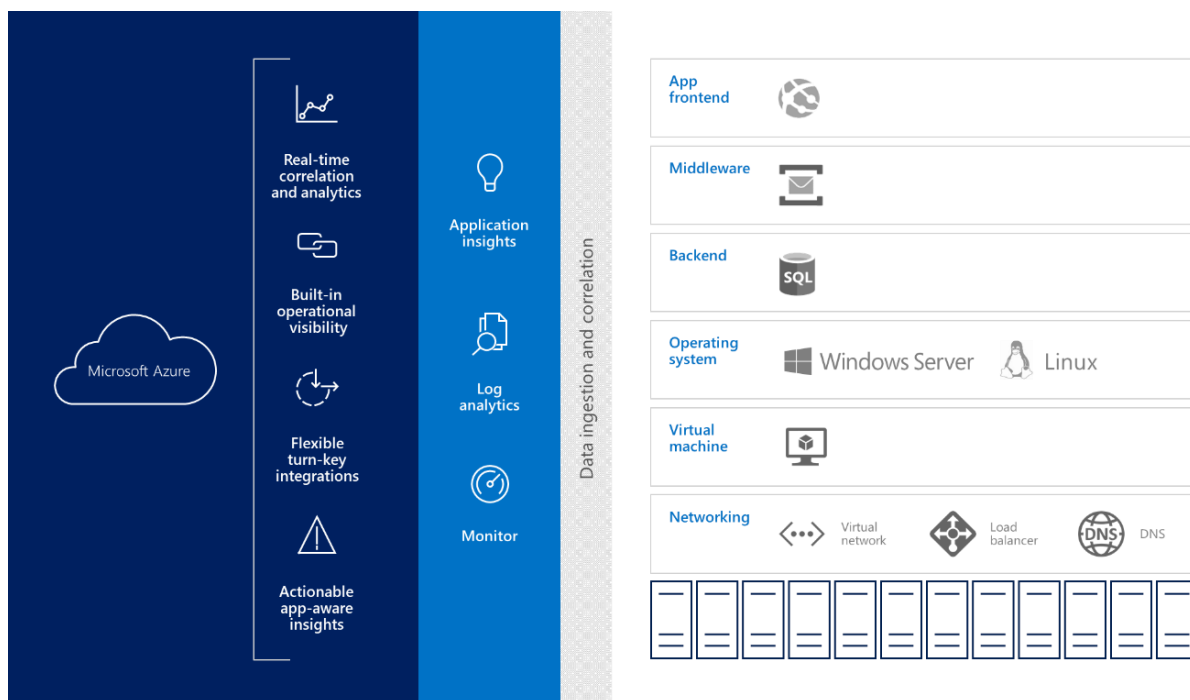 Microsoft Azure
Real-time
correlation
and analytics
Built-in
operational
visibility
Flexible
turn-key
integrations
Actionable
app-aware
insights
Application
insights
Log
analytics
Monitor
Data ingestion and correlation
App
frontend
Middleware
Backend
SQL
Operating
system
Windows Server
Linux
Virtual
machine
Networking
Virtual
network
Load
balancer
DNS
DNS